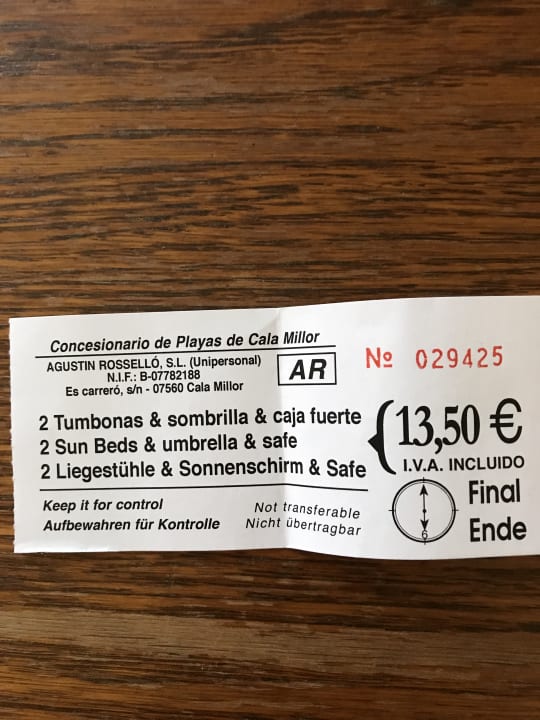 Concesionario de Playas de Cala Millor
AGUSTIN ROSSELLÓ, S.L. (Unipersonal)
N.I.F.: B-07782188
Es carreró, s/n - 07560 Cala Millor
AR
Nº 029425
2 Tumbonas & sombrilla & caja fuerte
2 Sun Beds & umbrella & safe
2 Liegestühle & Sonnenschirm & Safe
13,50 €
I.V.A. INCLUIDO
Keep it for control
Aufbewahren für Kontrolle
Not transferable
Nicht übertragbar
6
Final
Ende